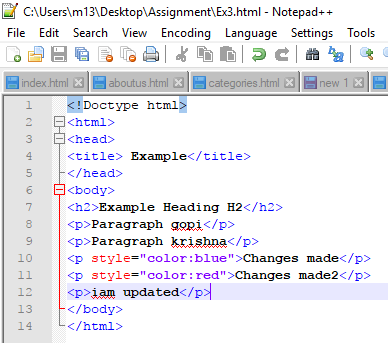 C:\Users\m13\Desktop\Assignment\Ex3.html - Notepad++
File Edit Search View Encoding Language Settings Tools
index.html aboutus.html categories.html new 1
1 <!Doctype html>
2 <html>
3 <head>
4 <title> Example</title>
5 </head>
6 <body>
7 <h2>Example Heading H2</h2>
8 <p>Paragraph gopi</p>
9 <p>Paragraph krishna</p>
10 <p style="color:blue">Changes made</p>
11 <p style="color:red">Changes made2</p>
12 <p>iam updated</p>
13 </body>
14 </html>